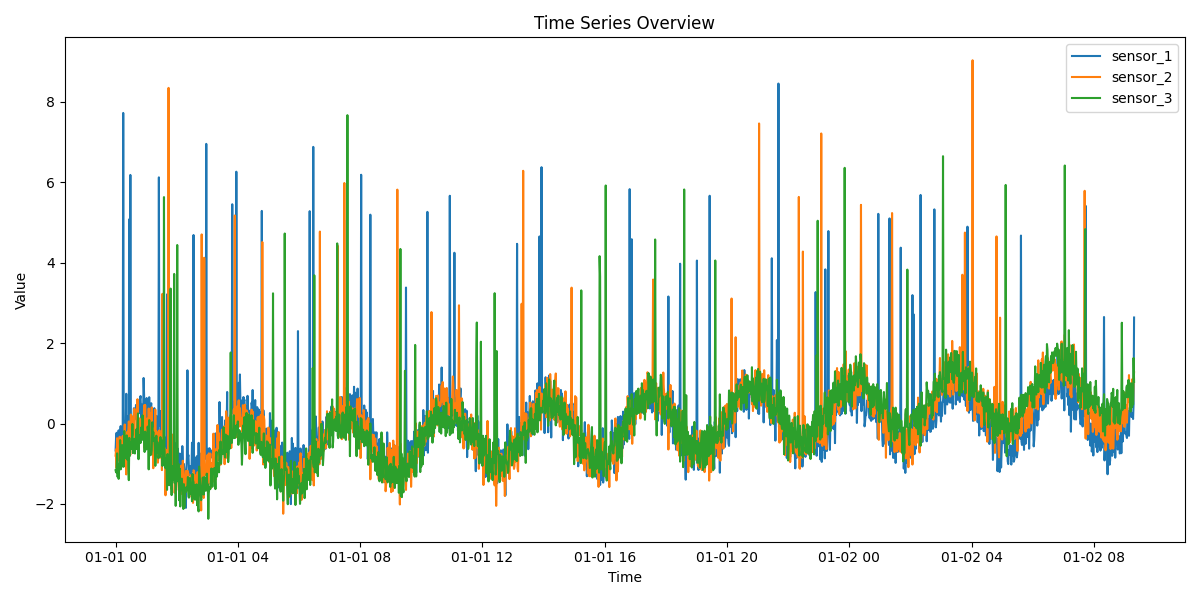 Time Series Overview
sensor_1
sensor_2
sensor_3
Value
8
6
4
2
0
−2
01-01 00 01-01 04 01-01 08 01-01 12 01-01 16 01-01 20 01-02 00 01-02 04 01-02 08
Time